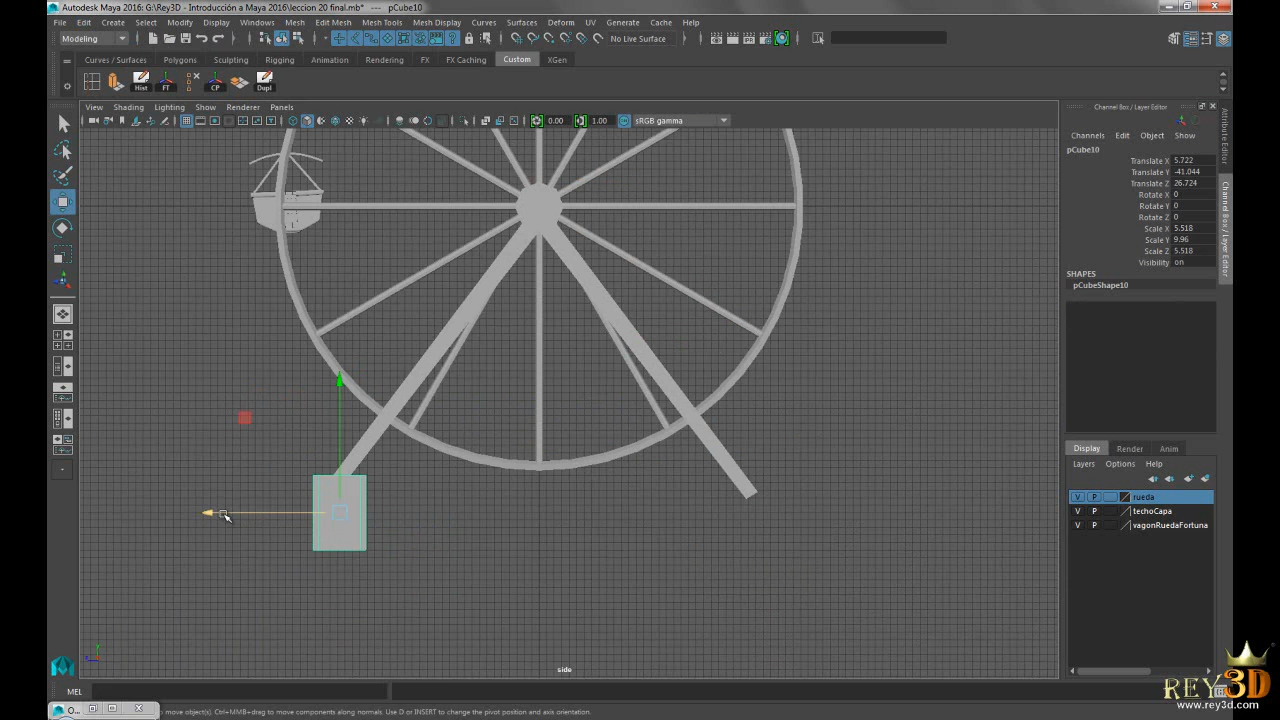 Autodesk Maya 2016: G:\Rey3D - Introducción a Maya 2016\leccion 20 final.mb* --- pCube10
File Edit Create Select Modify Display Windows Mesh Edit Mesh Mesh Tools Mesh Display Curves Surfaces Deform UV Generate Cache Help
Modeling No Live Surface
Curves / Surfaces Polygons Sculpting Rigging Animation Rendering FX FX Caching Custom XGen
Hist FT CP Dupl
View Shading Lighting Show Renderer Panels
0.00 1.00 sRGB gamma
Channel Box / Layer Editor
Channels Edit Object Show
pCube10
Translate X 5.722
Translate Y -41.044
Translate Z 26.724
Rotate X 0
Rotate Y 0
Rotate Z 0
Scale X 5.518
Scale Y 9.96
Scale Z 5.518
Visibility on
SHAPES
pCubeShape10
Attribute Editor
Channel Box / Layer Editor
Display Render Anim
Layers Options Help
V P rueda
V P techoCapa
V P vagonRuedaFortuna
side
MEL
O...
move object(s). Ctrl+MMB+drag to move components along normals. Use D or INSERT to change the pivot position and axis orientation.
REY3D
www.rey3d.com